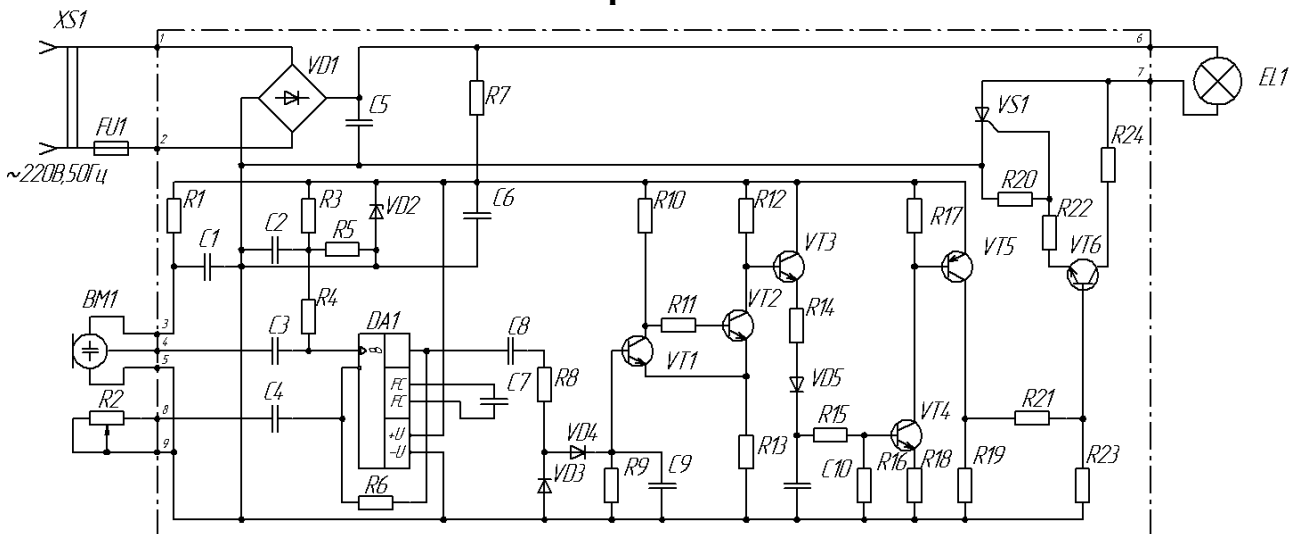 XS1
1
6
VD1
7
EL1
C5
R7
VS1
FU1
2
R24
~220В,50Гц
R20
R1
R3
VD2
C6
R10
R12
R17
R22
C2
R5
C1
VT3
VT5
VT6
BM1
R4
VT2
R14
3
R11
C3
DA1
C8
4
B
VT1
5
FC
C7
R8
VD5
R2
C4
FC
R21
8
R15
VT4
+U
VD4
R13
9
-U
R9
C9
C10
R16
R18
R19
R23
R6
VD3